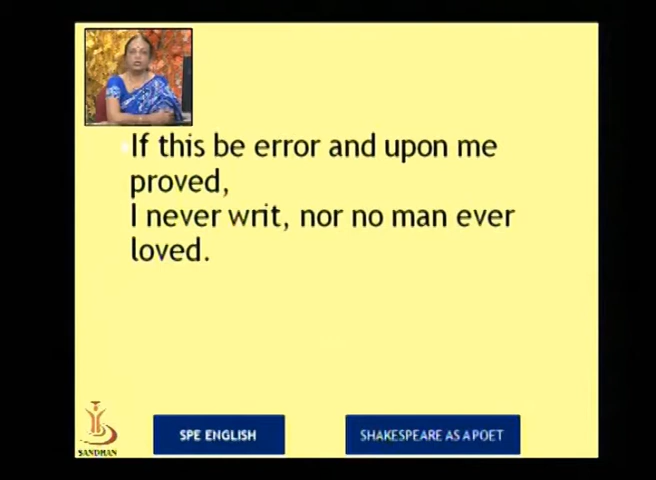 If this be error and upon me
proved,
I never writ, nor no man ever
loved.
SANDHAN
SPE ENGLISH
SHAKESPEARE AS A POET